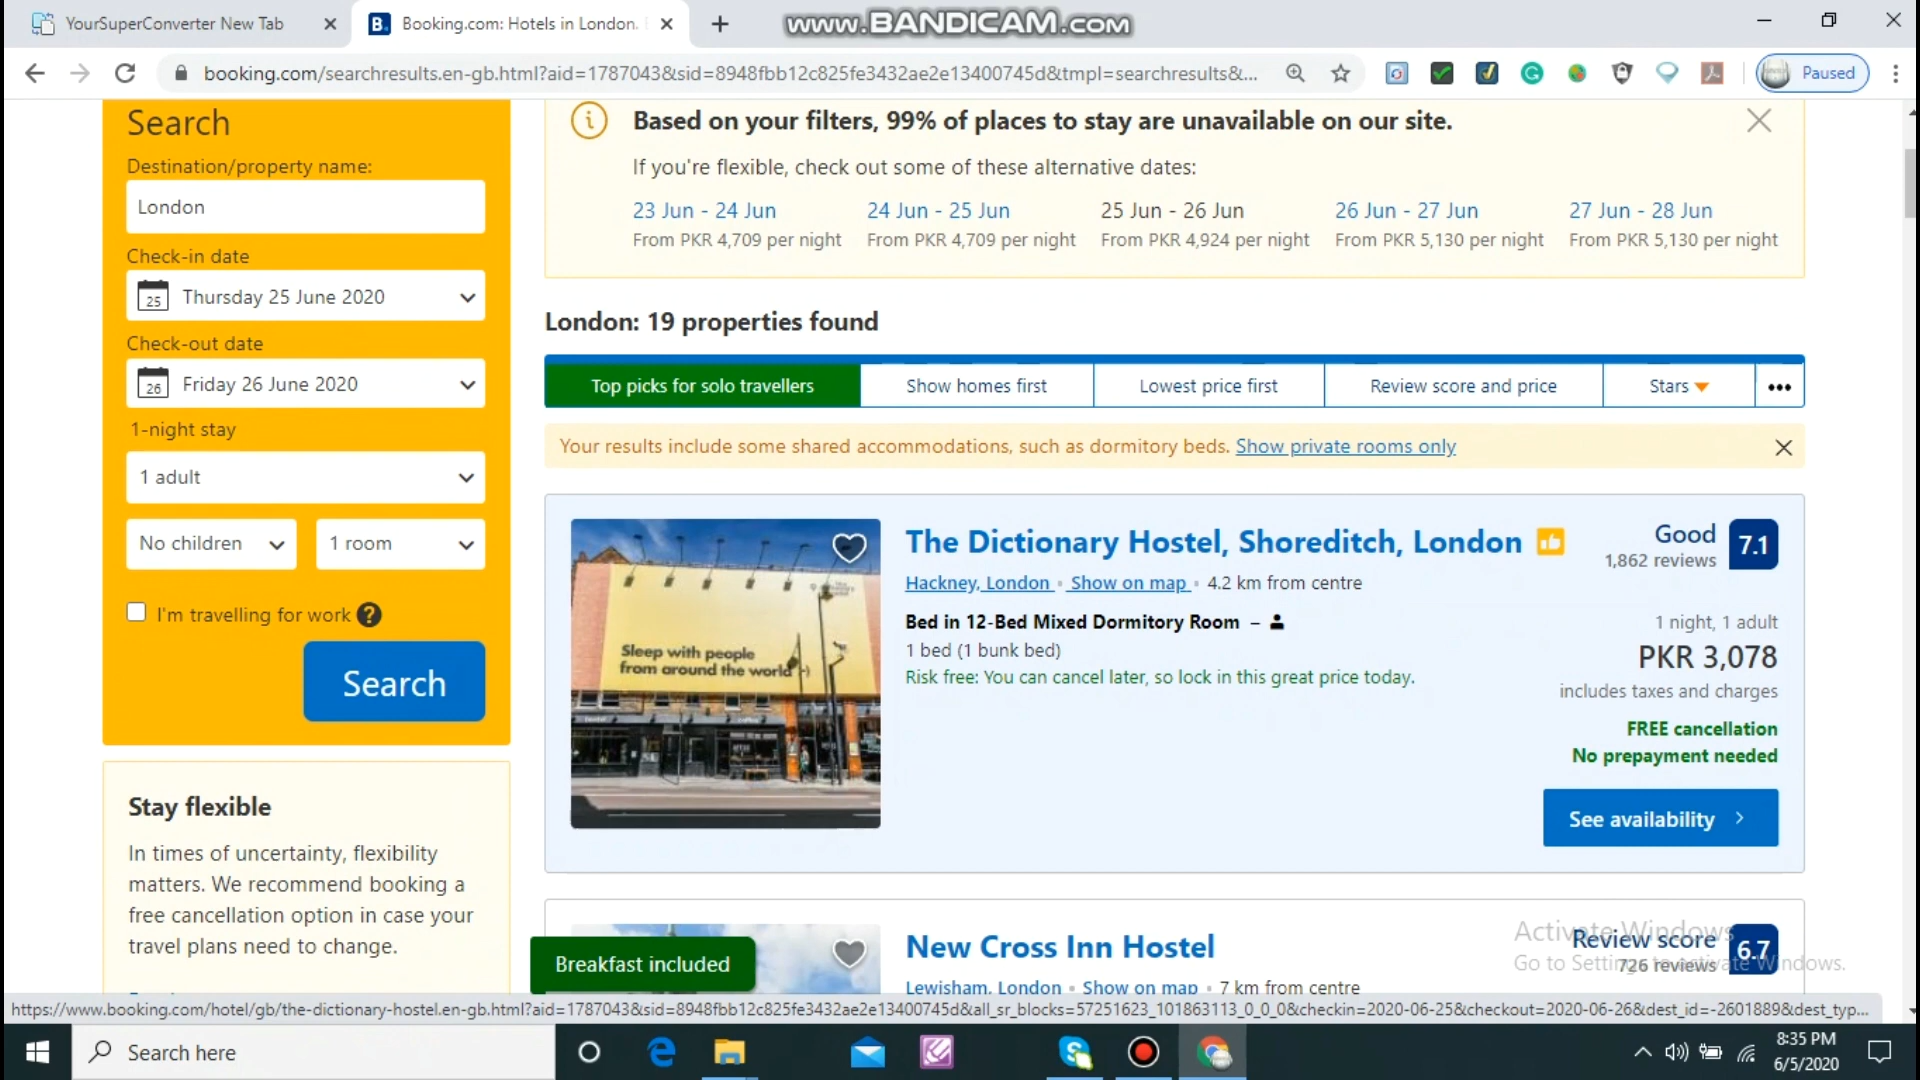 YourSuperConverter New Tab
Booking.com: Hotels in London.
www.BANDICAM.com
booking.com/searchresults.en-gb.html?aid=1787043&sid=8948fbb12c825fe3432ae2e13400745d&tmpl=searchresults&...
Paused
Search
Destination/property name:
London
Check-in date
25
Thursday 25 June 2020
Check-out date
26
Friday 26 June 2020
1-night stay
1 adult
No children
1 room
I'm travelling for work
Search
Stay flexible
In times of uncertainty, flexibility
matters. We recommend booking a
free cancellation option in case your
travel plans need to change.
Based on your filters, 99% of places to stay are unavailable on our site.
If you're flexible, check out some of these alternative dates:
23 Jun - 24 Jun
From PKR 4,709 per night
24 Jun - 25 Jun
From PKR 4,709 per night
25 Jun - 26 Jun
From PKR 4,924 per night
26 Jun - 27 Jun
From PKR 5,130 per night
27 Jun - 28 Jun
From PKR 5,130 per night
London: 19 properties found
Top picks for solo travellers
Show homes first
Lowest price first
Review score and price
Stars
Your results include some shared accommodations, such as dormitory beds. Show private rooms only
Sleep with people
from around the world :-)
The Dictionary Hostel, Shoreditch, London
Good
1,862 reviews
7.1
Hackney, London Show on map 4.2 km from centre
Bed in 12-Bed Mixed Dormitory Room –
1 bed (1 bunk bed)
Risk free: You can cancel later, so lock in this great price today.
1 night, 1 adult
PKR 3,078
includes taxes and charges
FREE cancellation
No prepayment needed
See availability
Breakfast included
New Cross Inn Hostel
Review score
726 reviews
6.7
Lewisham, London Show on map 7 km from centre
Activate Windows
Go to Settings to activate Windows.
https://www.booking.com/hotel/gb/the-dictionary-hostel.en-gb.html?aid=1787043&sid=8948fbb12c825fe3432ae2e13400745d&all_sr_blocks=57251623_101863113_0_0_0&checkin=2020-06-25&checkout=2020-06-26&dest_id=-2601889&dest_typ...
Search here
8:35 PM
6/5/2020